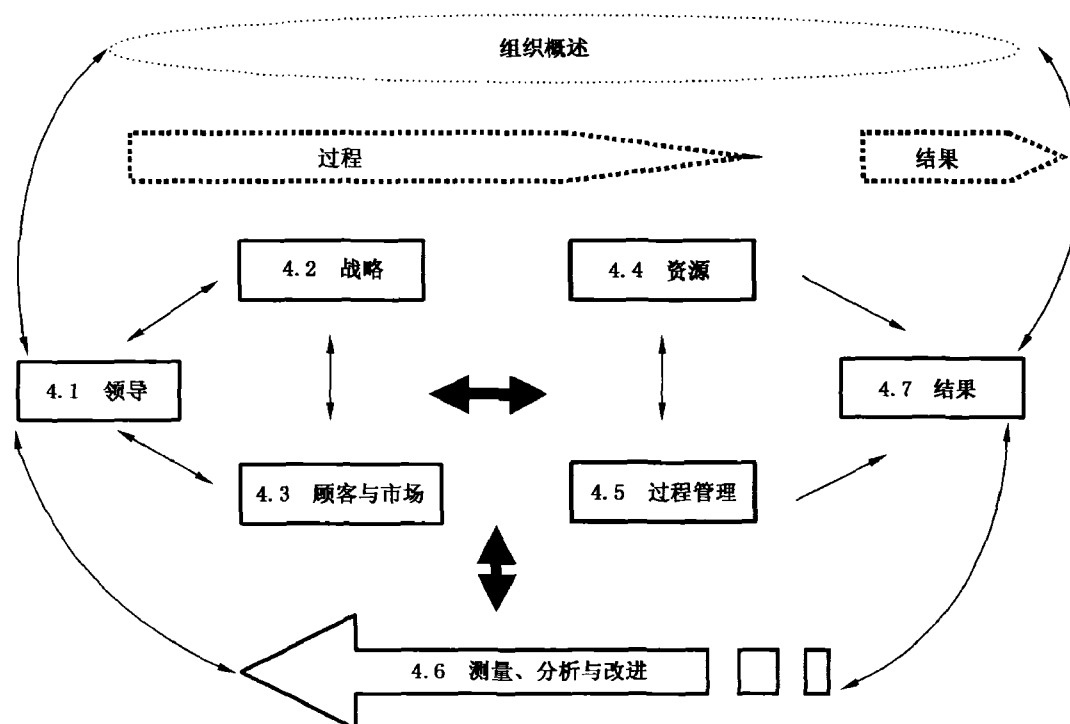 组织概述
过程
结果
4.2 战略
4.4 资源
4.1 领导
4.7 结果
4.3 顾客与市场
4.5 过程管理
4.6 测量、分析与改进